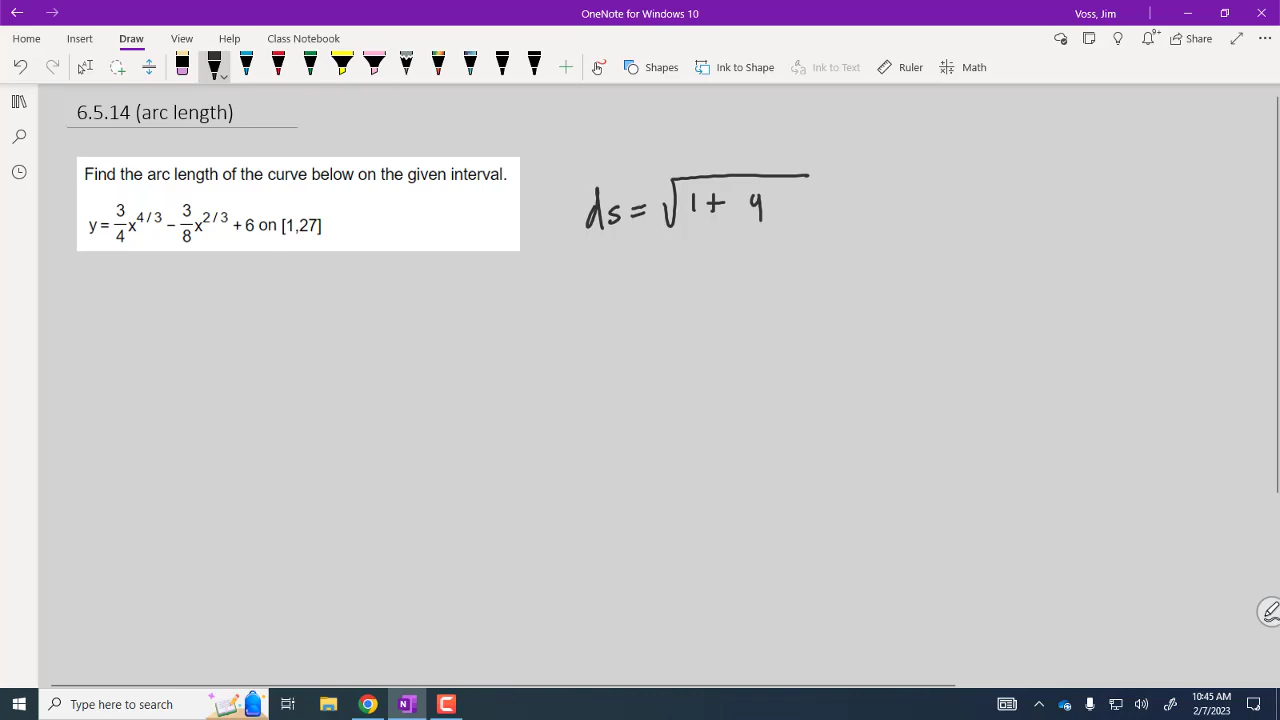 OneNote for Windows 10
Voss, Jim
Home Insert Draw View Help Class Notebook
Share
Shapes Ink to Shape Ink to Text Ruler Math
6.5.14 (arc length)
Find the arc length of the curve below on the given interval.
y = 3/4 x^4/3 − 3/8 x^2/3 + 6 on [1,27]
ds = √1 + y
Type here to search
10:45 AM
2/7/2023